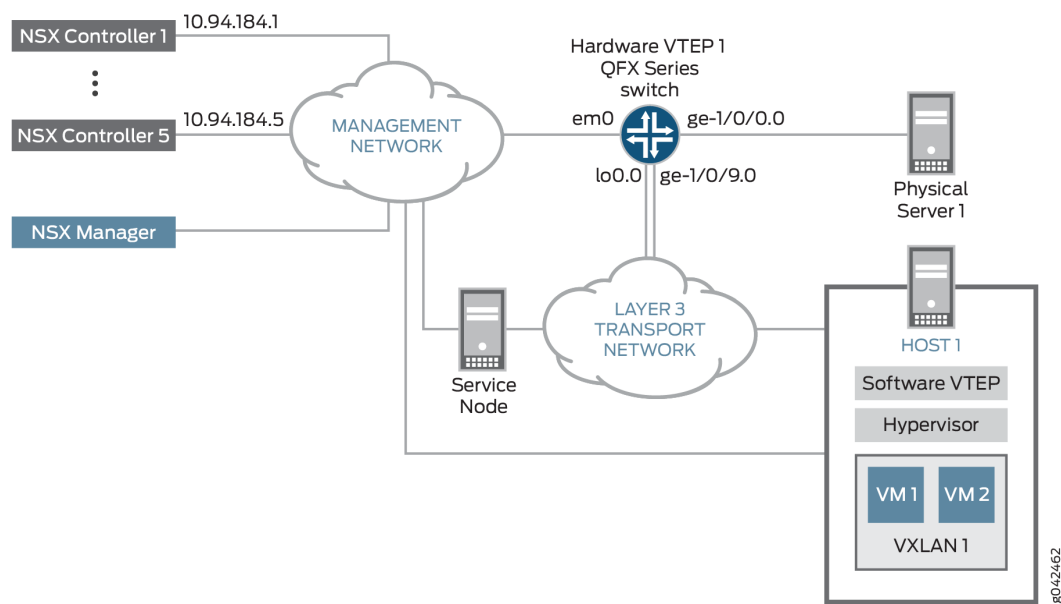 NSX Controller 1
10.94.184.1
NSX Controller 5
10.94.184.5
NSX Manager
MANAGEMENT
NETWORK
Hardware VTEP 1
QFX Series
switch
em0
ge-1/0/0.0
lo0.0
ge-1/0/9.0
Physical
Server 1
Service
Node
LAYER 3
TRANSPORT
NETWORK
HOST 1
Software VTEP
Hypervisor
VM 1
VM 2
VXLAN 1
g042462